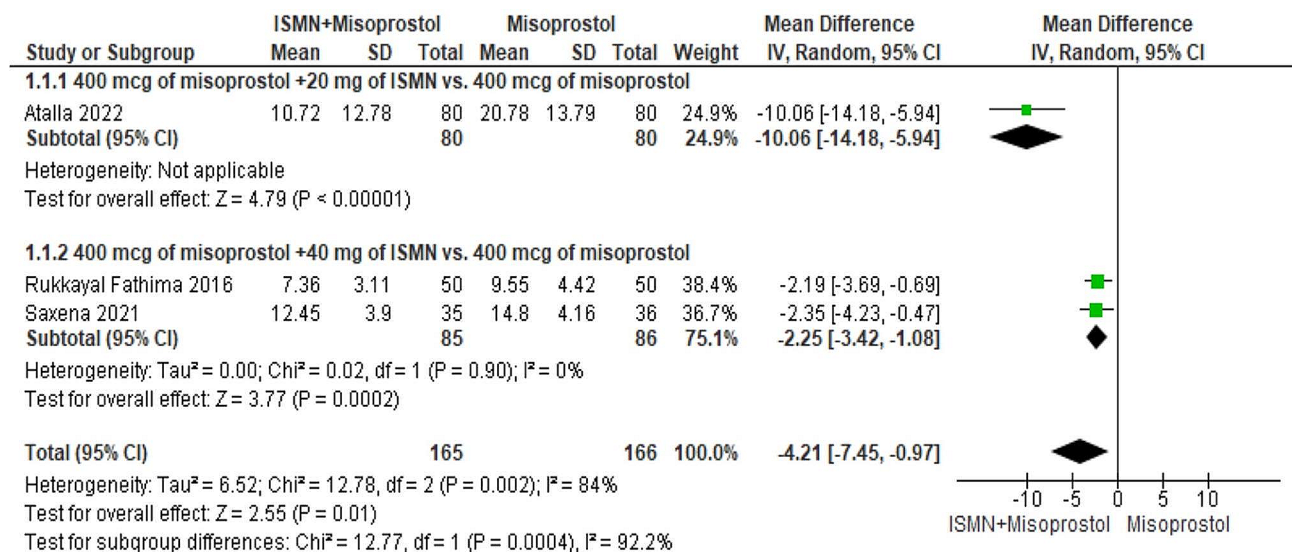 ISMN+Misoprostol Misoprostol Mean Difference Mean Difference
Study or Subgroup Mean SD Total Mean SD Total Weight IV, Random, 95% CI IV, Random, 95% CI
1.1.1 400 mcg of misoprostol +20 mg of ISMN vs. 400 mcg of misoprostol
Atalla 2022 10.72 12.78 80 20.78 13.79 80 24.9% -10.06 [-14.18, -5.94]
Subtotal (95% CI) 80 80 24.9% -10.06 [-14.18, -5.94]
Heterogeneity: Not applicable
Test for overall effect: Z = 4.79 (P < 0.00001)
1.1.2 400 mcg of misoprostol +40 mg of ISMN vs. 400 mcg of misoprostol
Rukkayal Fathima 2016 7.36 3.11 50 9.55 4.42 50 38.4% -2.19 [-3.69, -0.69]
Saxena 2021 12.45 3.9 35 14.8 4.16 36 36.7% -2.35 [-4.23, -0.47]
Subtotal (95% CI) 85 86 75.1% -2.25 [-3.42, -1.08]
Heterogeneity: Tau² = 0.00; Chi² = 0.02, df = 1 (P = 0.90); I² = 0%
Test for overall effect: Z = 3.77 (P = 0.0002)
Total (95% CI) 165 166 100.0% -4.21 [-7.45, -0.97]
Heterogeneity: Tau² = 6.52; Chi² = 12.78, df = 2 (P = 0.002); I² = 84%
Test for overall effect: Z = 2.55 (P = 0.01)
Test for subgroup differences: Chi² = 12.77, df = 1 (P = 0.0004), I² = 92.2%
-10 -5 0 5 10
ISMN+Misoprostol Misoprostol